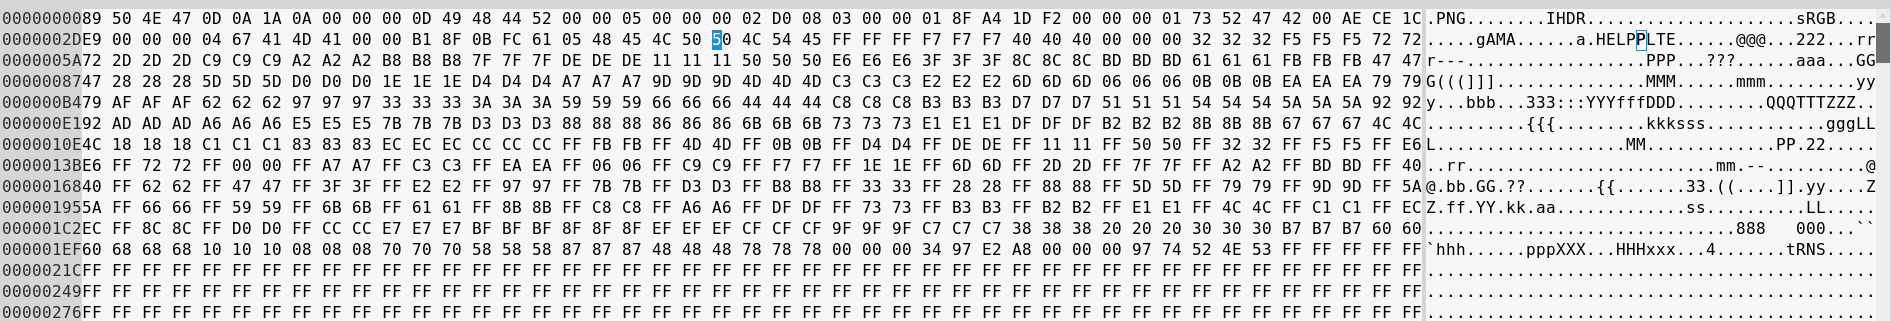 00000000 89 50 4E 47 0D 0A 1A 0A 00 00 00 0D 49 48 44 52 00 00 05 00 00 00 02 D0 08 03 00 00 01 8F A4 1D F2 00 00 00 01 73 52 47 42 00 AE CE 1C .PNG........IHDR.....................sRGB....
0000002D E9 00 00 00 04 67 41 4D 41 00 00 B1 8F 0B FC 61 05 48 45 4C 50 50 4C 54 45 FF FF FF F7 F7 F7 40 40 40 00 00 00 32 32 32 F5 F5 F5 72 72 .....gAMA......a.HELPPLTE......@@@...222...rr
0000005A 72 2D 2D 2D C9 C9 C9 A2 A2 A2 B8 B8 B8 7F 7F 7F DE DE DE 11 11 11 50 50 50 E6 E6 E6 3F 3F 3F 8C 8C 8C BD BD BD 61 61 61 FB FB FB 47 47 r---..................PPP...???......aaa...GG
00000087 47 28 28 28 5D 5D 5D D0 D0 D0 1E 1E 1E D4 D4 D4 A7 A7 A7 9D 9D 9D 4D 4D 4D C3 C3 C3 E2 E2 E2 6D 6D 6D 06 06 06 0B 0B 0B EA EA EA 79 79 G(((]]]...............MMM......mmm.........yy
000000B4 79 AF AF AF 62 62 62 97 97 97 33 33 33 3A 3A 3A 59 59 59 66 66 66 44 44 44 C8 C8 C8 B3 B3 B3 D7 D7 D7 51 51 51 54 54 54 5A 5A 5A 92 92 y...bbb...333:::YYYfffDDD.........QQQTTTZZZ..
000000E1 92 AD AD AD A6 A6 A6 E5 E5 E5 7B 7B 7B D3 D3 D3 88 88 88 86 86 86 6B 6B 6B 73 73 73 E1 E1 E1 DF DF DF B2 B2 B2 8B 8B 8B 67 67 67 4C 4C ..........{{{.........kkksss............gggLL
0000010E 4C 18 18 18 C1 C1 C1 83 83 83 EC EC EC CC CC CC FF FB FB FF 4D 4D FF 0B 0B FF D4 D4 FF DE DE FF 11 11 FF 50 50 FF 32 32 FF F5 F5 FF E6 L...................MM.............PP.22.....
0000013B E6 FF 72 72 FF 00 00 FF A7 A7 FF C3 C3 FF EA EA FF 06 06 FF C9 C9 FF F7 F7 FF 1E 1E FF 6D 6D FF 2D 2D FF 7F 7F FF A2 A2 FF BD BD FF 40 ..rr.........................mm.--..........@
00000168 40 FF 62 62 FF 47 47 FF 3F 3F FF E2 E2 FF 97 97 FF 7B 7B FF D3 D3 FF B8 B8 FF 33 33 FF 28 28 FF 88 88 FF 5D 5D FF 79 79 FF 9D 9D FF 5A @.bb.GG.??.......{{.......33.((....]].yy....Z
00000195 5A FF 66 66 FF 59 59 FF 6B 6B FF 61 61 FF 8B 8B FF C8 C8 FF A6 A6 FF DF DF FF 73 73 FF B3 B3 FF B2 B2 FF E1 E1 FF 4C 4C FF C1 C1 FF EC Z.ff.YY.kk.aa.............ss..........LL.....
000001C2 EC FF 8C 8C FF D0 D0 FF CC CC E7 E7 E7 BF BF BF 8F 8F 8F EF EF EF CF CF CF 9F 9F 9F C7 C7 C7 38 38 38 20 20 20 30 30 30 B7 B7 B7 60 60 ...............................888   000...``
000001EF 60 68 68 68 10 10 10 08 08 08 70 70 70 58 58 58 87 87 87 48 48 48 78 78 78 00 00 00 34 97 E2 A8 00 00 00 97 74 52 4E 53 FF FF FF FF FF `hhh......pppXXX...HHHxxx...4.......tRNS.....
0000021C FF FF FF FF FF FF FF FF FF FF FF FF FF FF FF FF FF FF FF FF FF FF FF FF FF FF FF FF FF FF FF FF FF FF FF FF FF FF FF FF FF FF FF FF FF .............................................
00000249 FF FF FF FF FF FF FF FF FF FF FF FF FF FF FF FF FF FF FF FF FF FF FF FF FF FF FF FF FF FF FF FF FF FF FF FF FF FF FF FF FF FF FF FF FF .............................................
00000276 FF FF FF FF FF FF FF FF FF FF FF FF FF FF FF FF FF FF FF FF FF FF FF FF FF FF FF FF FF FF FF FF FF FF FF FF FF FF FF FF FF FF FF FF FF .............................................